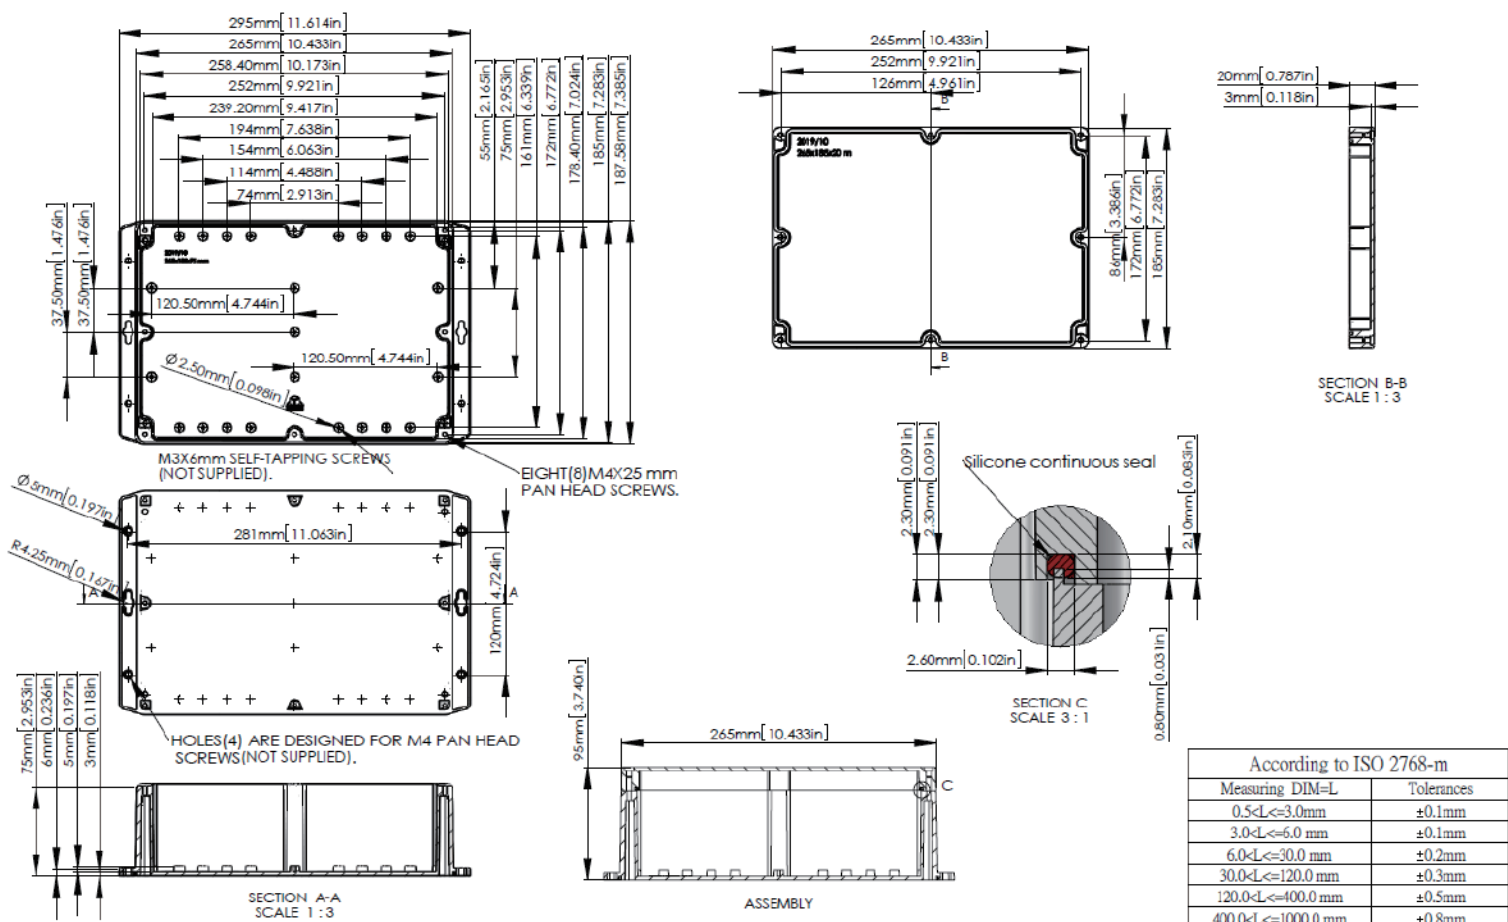 295mm[11.614in]
265mm[10.433in]
258.40mm[10.173in]
252mm[9.921in]
239.20mm[9.417in]
194mm[7.638in]
154mm[6.063in]
114mm[4.488in]
74mm[2.913in]
55mm[2.165in]
75mm[2.953in]
161mm[6.339in]
172mm[6.772in]
178.40mm[7.024in]
185mm[7.283in]
187.58mm[7.385in]
37.50mm[1.476in]
37.50mm[1.476in]
2019/10
120.50mm[4.744in]
120.50mm[4.744in]
Ø2.50mm[0.098in]
M3X6mm SELF-TAPPING SCREWS
(NOT SUPPLIED).
EIGHT(8)M4X25 mm
PAN HEAD SCREWS.
265mm[10.433in]
252mm[9.921in]
126mm[4.961in]
B
2019/10
265x185x20 m
86mm[3.386in]
172mm[6.772in]
185mm[7.283in]
B
20mm[0.787in]
3mm[0.118in]
SECTION B-B
SCALE 1 : 3
Ø5mm[0.197in]
R4.25mm[0.167in]
281mm[11.063in]
A
A
120mm[4.724in]
HOLES(4) ARE DESIGNED FOR M4 PAN HEAD
SCREWS(NOT SUPPLIED).
75mm[2.953in]
6mm[0.236in]
5mm[0.197in]
3mm[0.118in]
SECTION A-A
SCALE 1 : 3
95mm[3.740in]
265mm[10.433in]
C
ASSEMBLY
2.30mm[0.091in]
2.30mm[0.091in]
Silicone continuous seal
2.10mm[0.083in]
2.60mm[0.102in]
0.80mm[0.031in]
SECTION C
SCALE 3 : 1
According to ISO 2768-m
Measuring DIM=L Tolerances
0.5<L<=3.0mm ±0.1mm
3.0<L<=6.0 mm ±0.1mm
6.0<L<=30.0 mm ±0.2mm
30.0<L<=120.0 mm ±0.3mm
120.0<L<=400.0 mm ±0.5mm
400.0<L<=1000.0 mm ±0.8mm